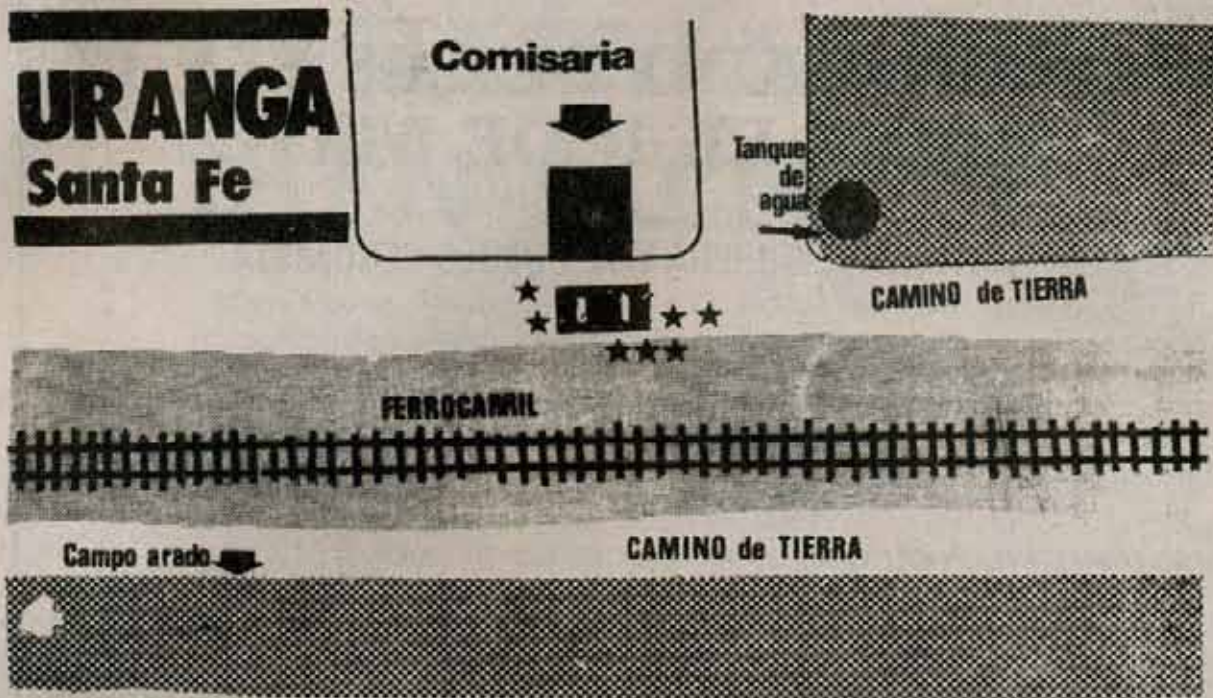 URANGA
Santa Fe
Comisaria
Tanque
de
agua
CAMINO de TIERRA
FERROCARRIL
Campo arado
CAMINO de TIERRA